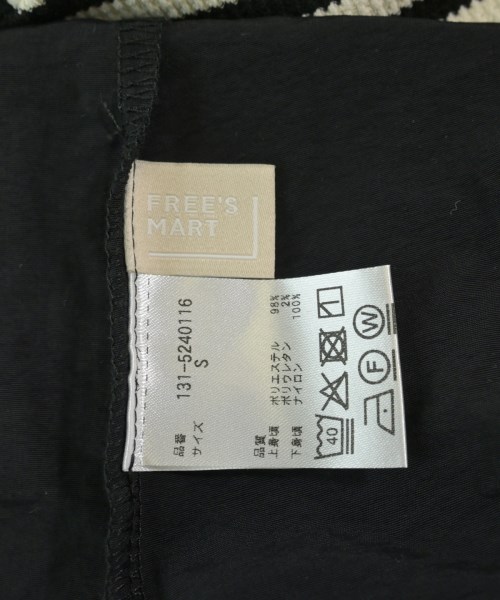 FREE'S
MART
品番 131-5240116
サイズ S
品質
上身頃 ポリエステル 98%
ポリウレタン 2%
下身頃 ナイロン 100%
40
F W